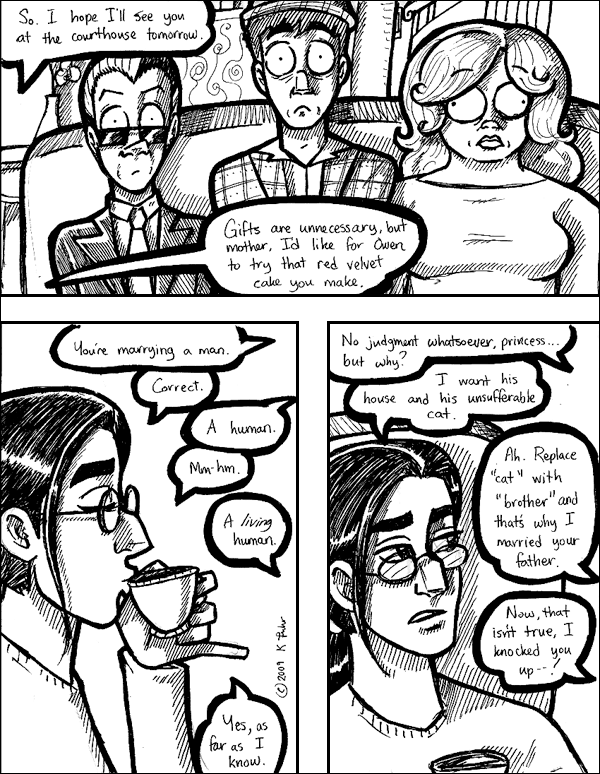 So. I hope I'll see you
at the courthouse tomorrow.
Gifts are unnecessary, but
mother, I'd like for Owen
to try that red velvet
cake you make.
You're marrying a man.
Correct.
A human.
Mm-hm.
A living
human.
Yes, as
far as I
know.
© 2009 K Ruhr
No judgment whatsoever, princess...
but why?
I want his
house and his unsufferable
cat.
Ah. Replace
"cat" with
"brother" and
that's why I
married your
father.
Now, that
isn't true, I
knocked you
up--!